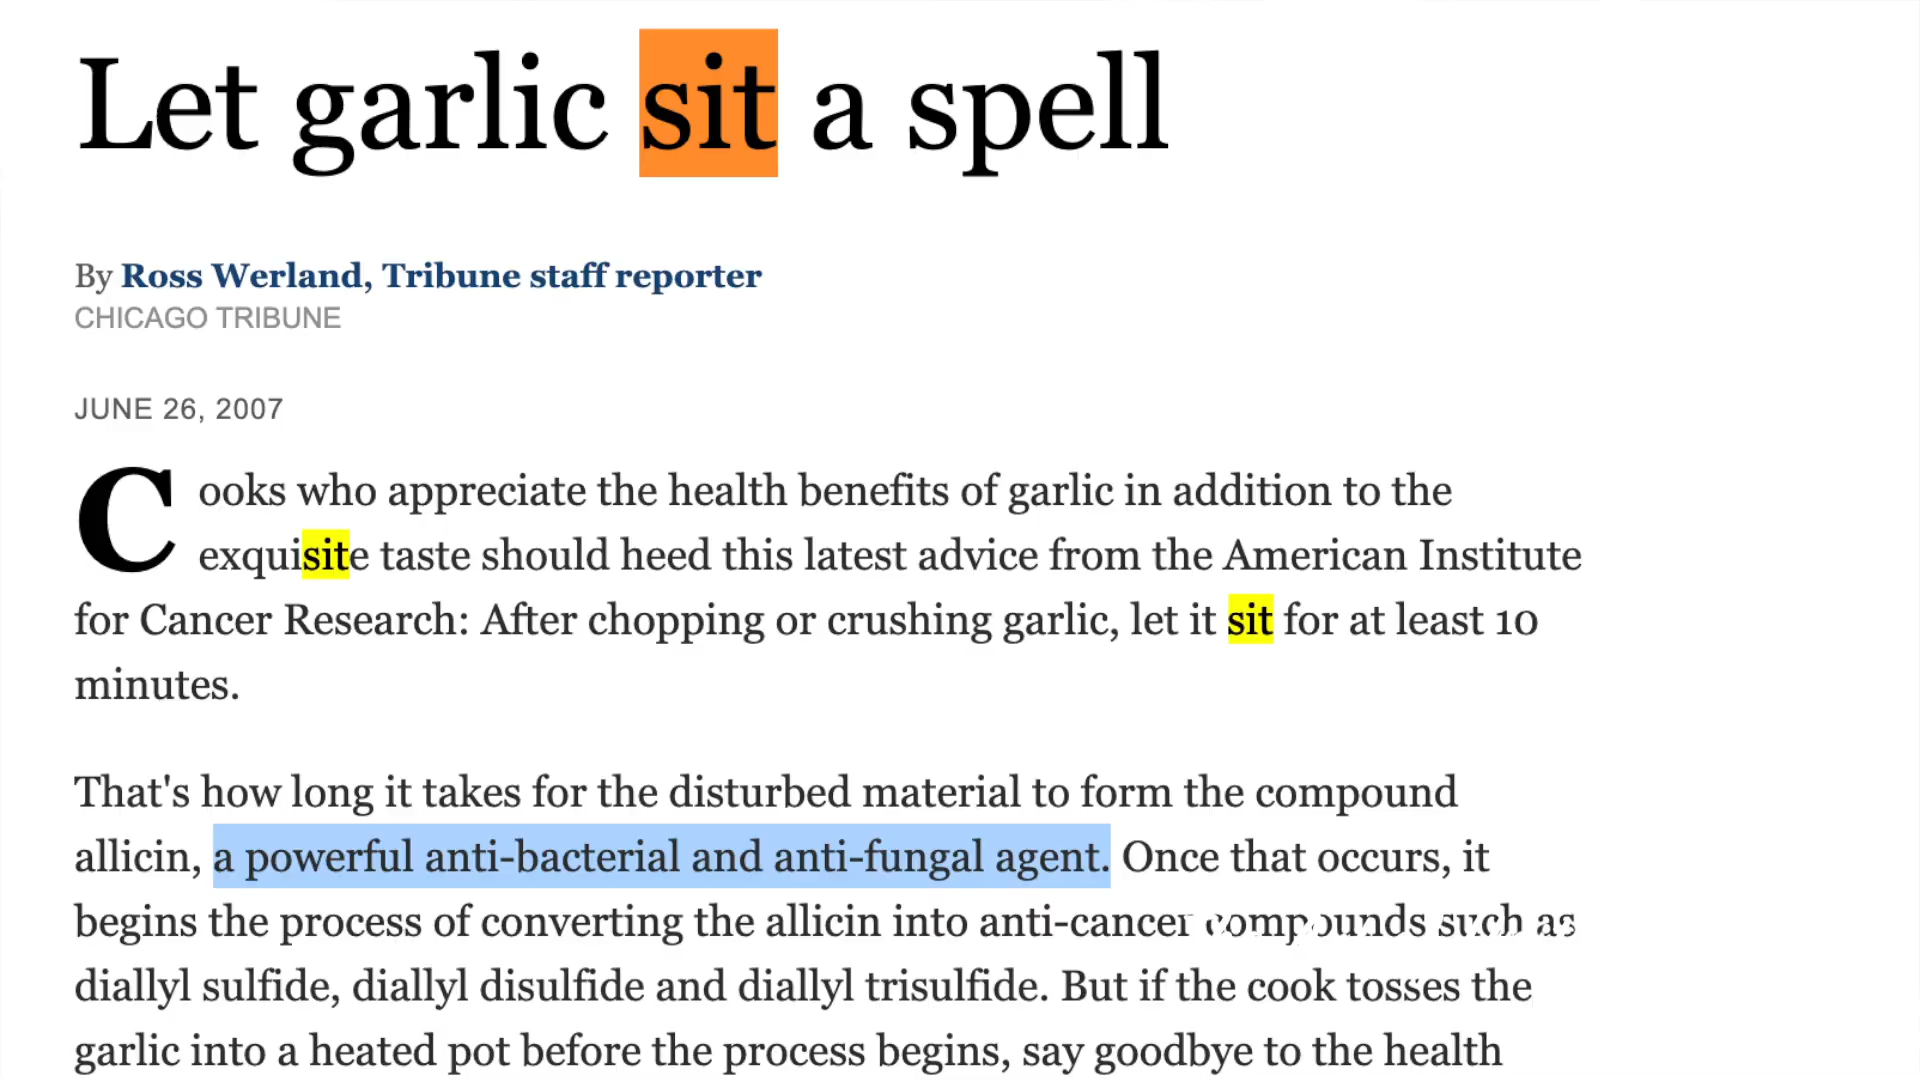 Let garlic sit a spell
By Ross Werland, Tribune staff reporter
CHICAGO TRIBUNE
JUNE 26, 2007
Cooks who appreciate the health benefits of garlic in addition to the
exquisite taste should heed this latest advice from the American Institute
for Cancer Research: After chopping or crushing garlic, let it sit for at least 10
minutes.
That's how long it takes for the disturbed material to form the compound
allicin, a powerful anti-bacterial and anti-fungal agent. Once that occurs, it
begins the process of converting the allicin into anti-cancer compounds such as
diallyl sulfide, diallyl disulfide and diallyl trisulfide. But if the cook tosses the
garlic into a heated pot before the process begins, say goodbye to the health